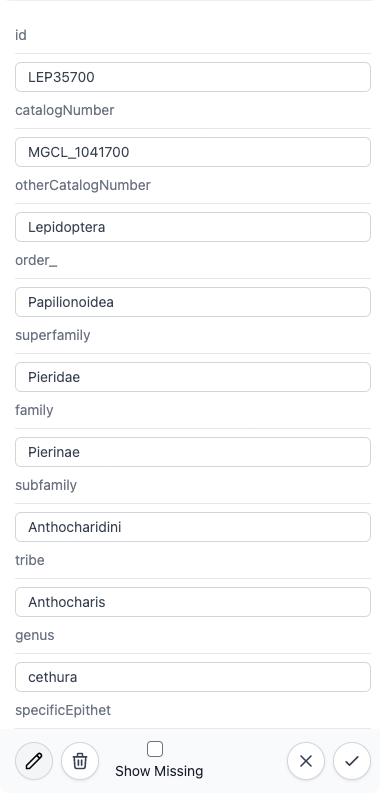 id
LEP35700
catalogNumber
MGCL_1041700
otherCatalogNumber
Lepidoptera
order_
Papilionoidea
superfamily
Pieridae
family
Pierinae
subfamily
Anthocharidini
tribe
Anthocharis
genus
cethura
specificEpithet
Show Missing